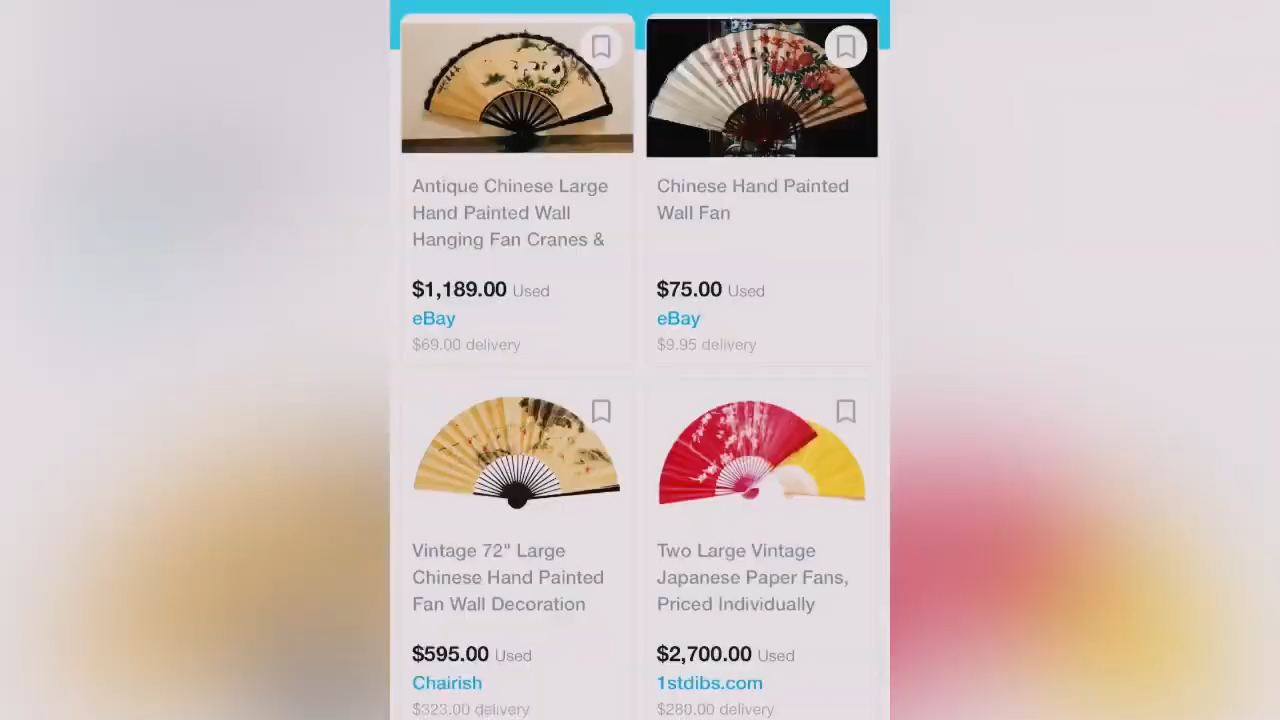 Antique Chinese Large
Hand Painted Wall
Hanging Fan Cranes &
$1,189.00 Used
eBay
$69.00 delivery
Chinese Hand Painted
Wall Fan
$75.00 Used
eBay
$9.95 delivery
Vintage 72" Large
Chinese Hand Painted
Fan Wall Decoration
$595.00 Used
Chairish
$323.00 delivery
Two Large Vintage
Japanese Paper Fans,
Priced Individually
$2,700.00 Used
1stdibs.com
$280.00 delivery